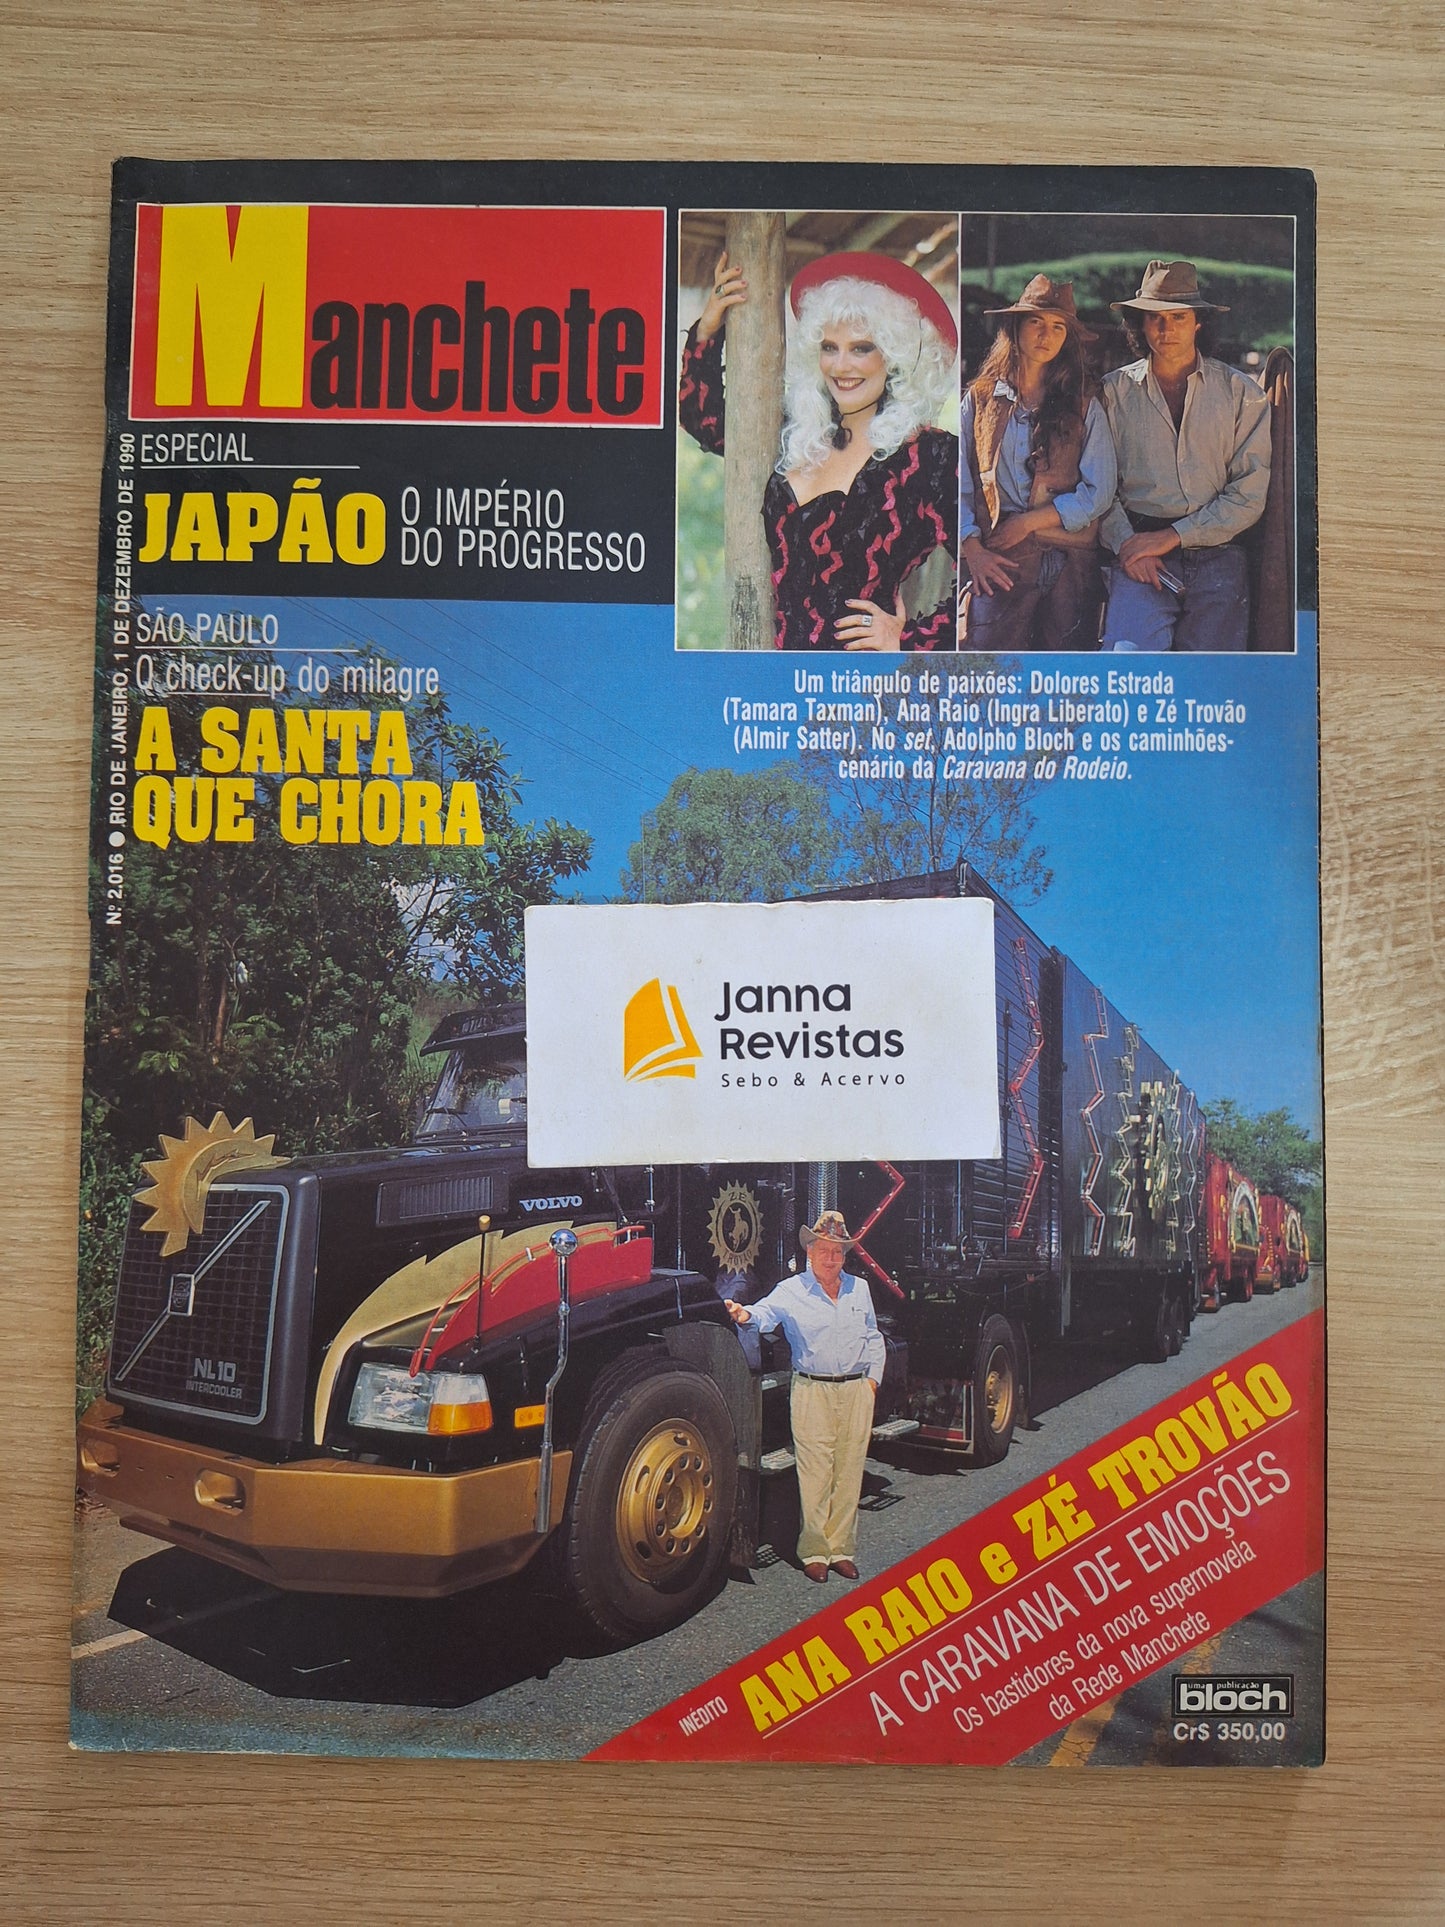 Manchete
ESPECIAL
JAPÃO O IMPÉRIO
DO PROGRESSO
SÃO PAULO
O check-up do milagre
A SANTA
QUE CHORA
Nº 2.016 ● RIO DE JANEIRO, 1 DE DEZEMBRO DE 1990
Um triângulo de paixões: Dolores Estrada
(Tamara Taxman), Ana Raio (Ingra Liberato) e Zé Trovão
(Almir Satter). No set, Adolpho Bloch e os caminhões-
cenário da Caravana do Rodeio.
Janna
Revistas
Sebo & Acervo
VOLVO
ZÉ
TROVÃO
NL10
INTERCOOLER
INÉDITO
ANA RAIO e ZÉ TROVÃO
A CARAVANA DE EMOÇÕES
Os bastidores da nova supernovela
da Rede Manchete
uma publicação
bloch
Cr$ 350,00